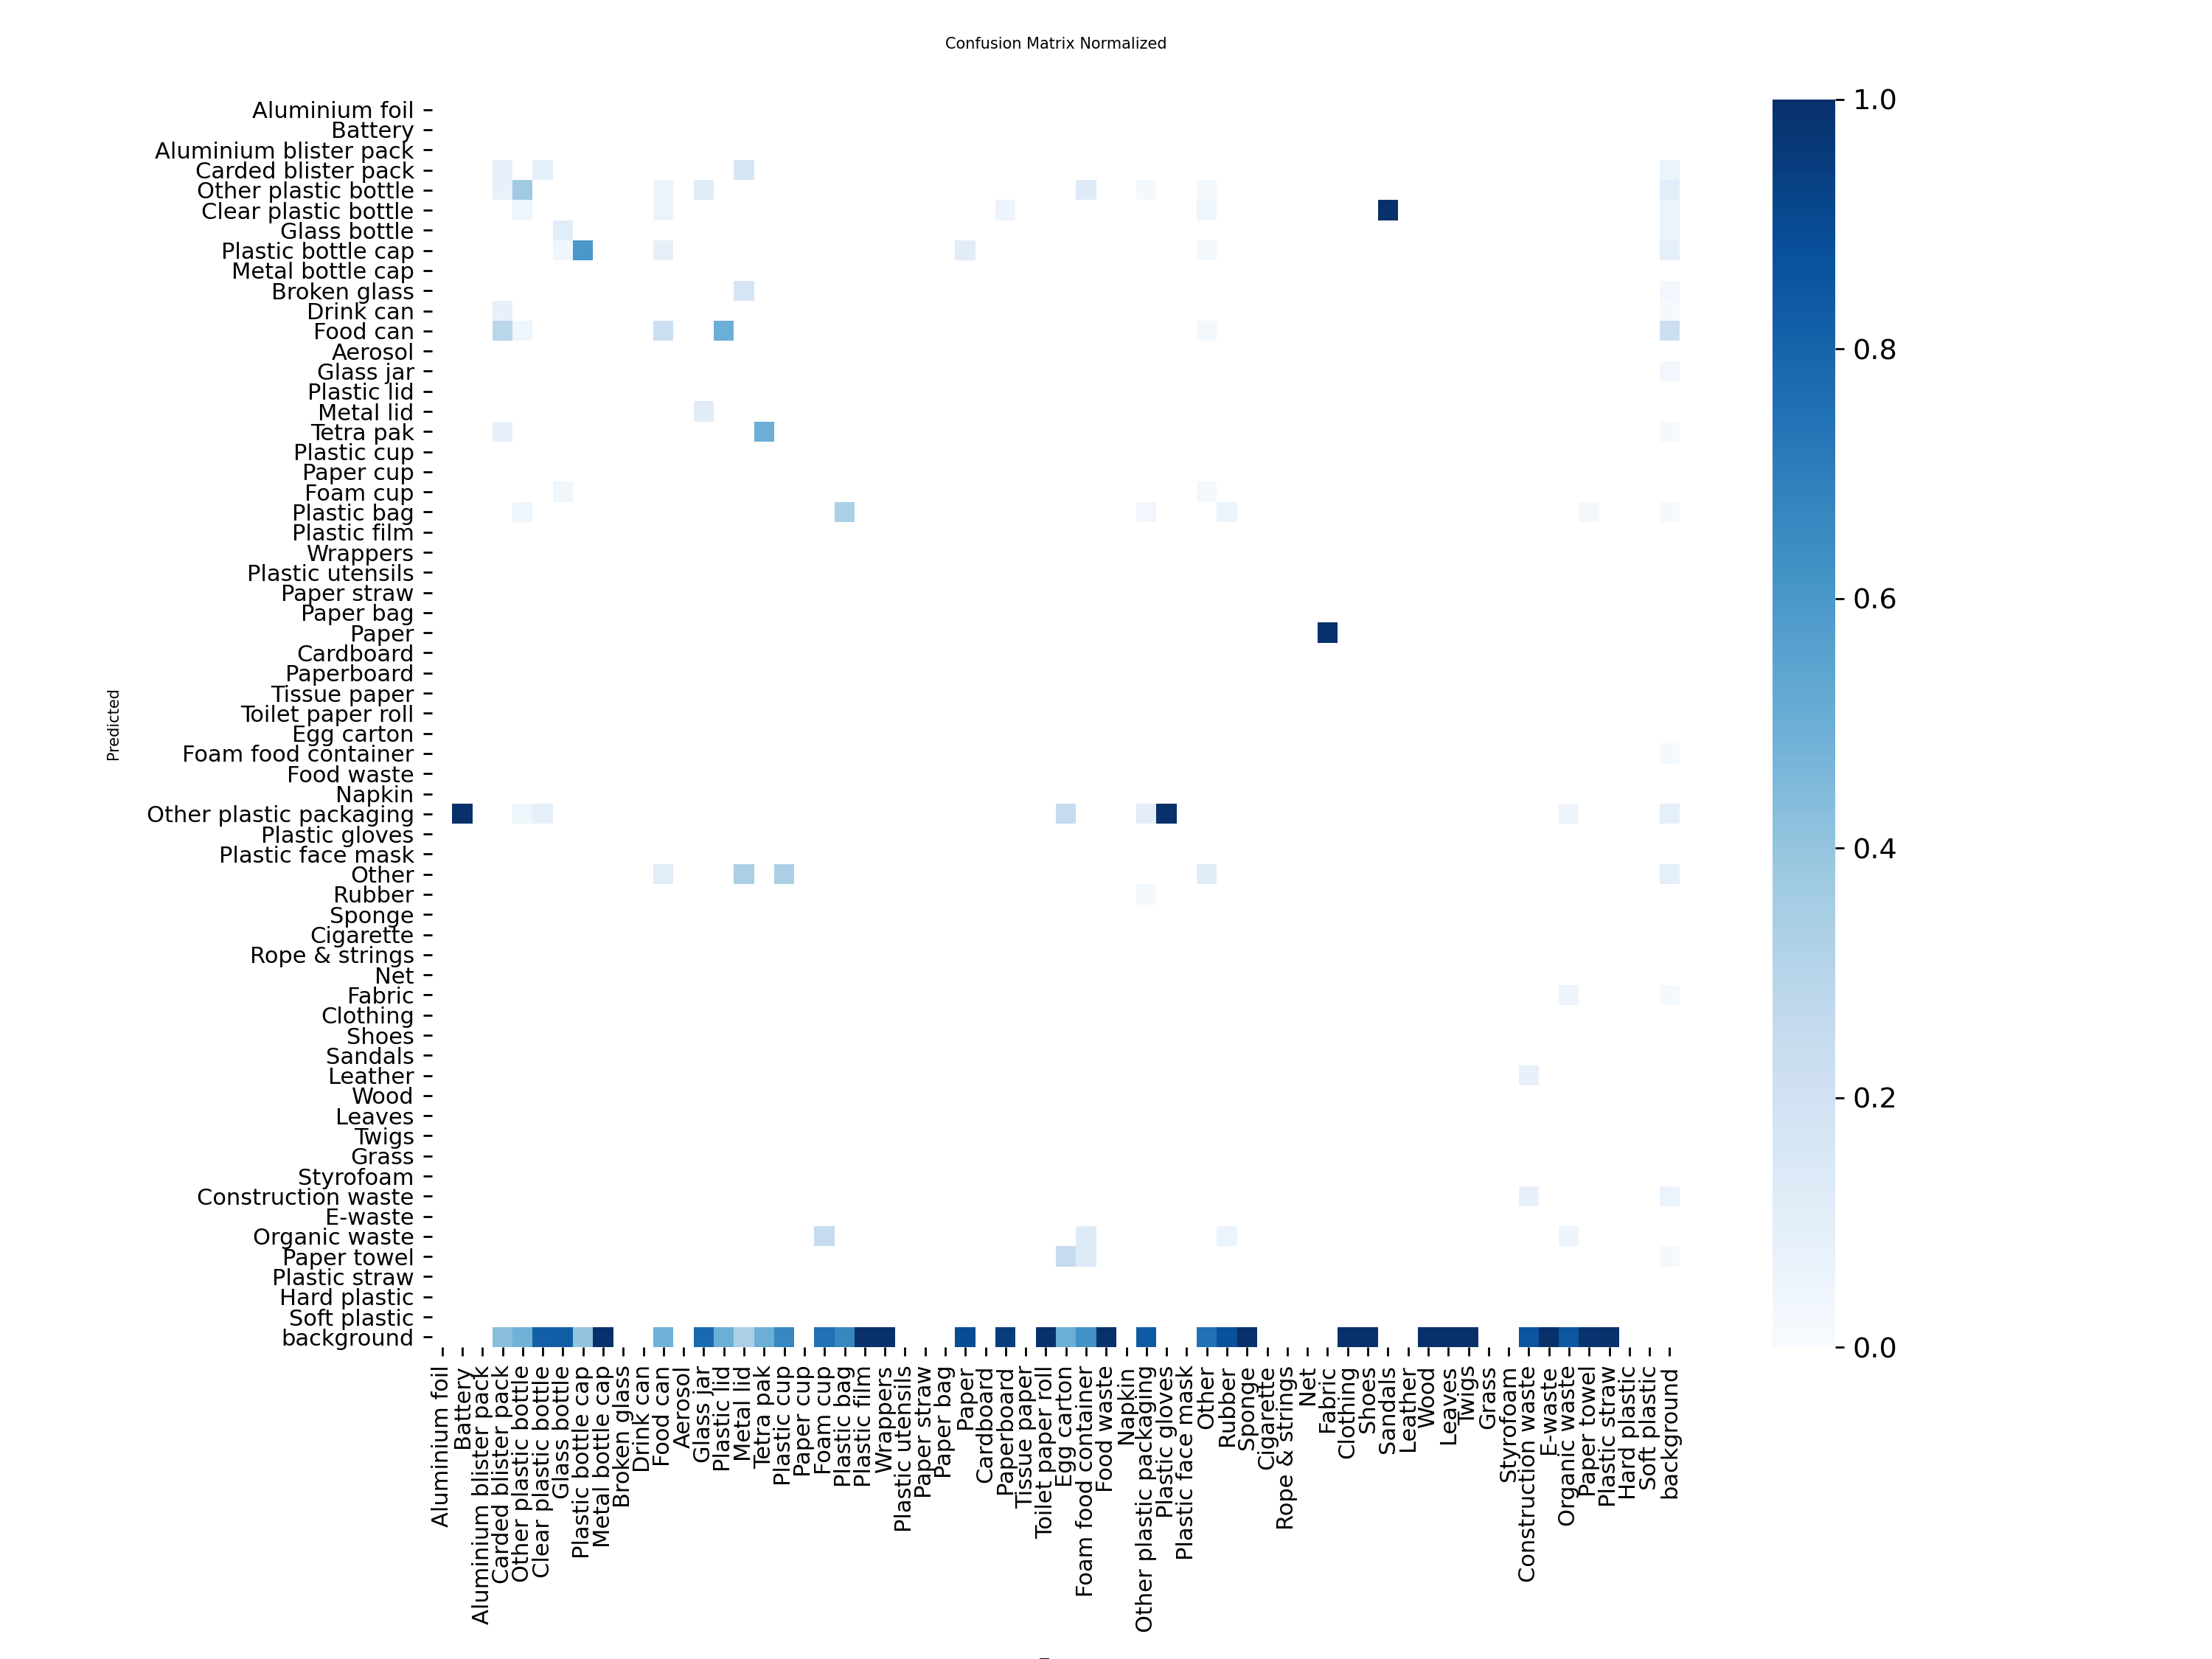 Confusion Matrix Normalized
Aluminium foil
Battery
Aluminium blister pack
Carded blister pack
Other plastic bottle
Clear plastic bottle
Glass bottle
Plastic bottle cap
Metal bottle cap
Broken glass
Drink can
Food can
Aerosol
Glass jar
Plastic lid
Metal lid
Tetra pak
Plastic cup
Paper cup
Foam cup
Plastic bag
Plastic film
Wrappers
Plastic utensils
Paper straw
Paper bag
Paper
Cardboard
Paperboard
Tissue paper
Toilet paper roll
Egg carton
Foam food container
Food waste
Napkin
Other plastic packaging
Plastic gloves
Plastic face mask
Other
Rubber
Sponge
Cigarette
Rope & strings
Net
Fabric
Clothing
Shoes
Sandals
Leather
Wood
Leaves
Twigs
Grass
Styrofoam
Construction waste
E-waste
Organic waste
Paper towel
Plastic straw
Hard plastic
Soft plastic
background
Predicted
Aluminium foil
Battery
Aluminium blister pack
Carded blister pack
Other plastic bottle
Clear plastic bottle
Glass bottle
Plastic bottle cap
Metal bottle cap
Broken glass
Drink can
Food can
Aerosol
Glass jar
Plastic lid
Metal lid
Tetra pak
Plastic cup
Paper cup
Foam cup
Plastic bag
Plastic film
Wrappers
Plastic utensils
Paper straw
Paper bag
Paper
Cardboard
Paperboard
Tissue paper
Toilet paper roll
Egg carton
Foam food container
Food waste
Napkin
Other plastic packaging
Plastic gloves
Plastic face mask
Other
Rubber
Sponge
Cigarette
Rope & strings
Net
Fabric
Clothing
Shoes
Sandals
Leather
Wood
Leaves
Twigs
Grass
Styrofoam
Construction waste
E-waste
Organic waste
Paper towel
Plastic straw
Hard plastic
Soft plastic
background
1.0
0.8
0.6
0.4
0.2
0.0